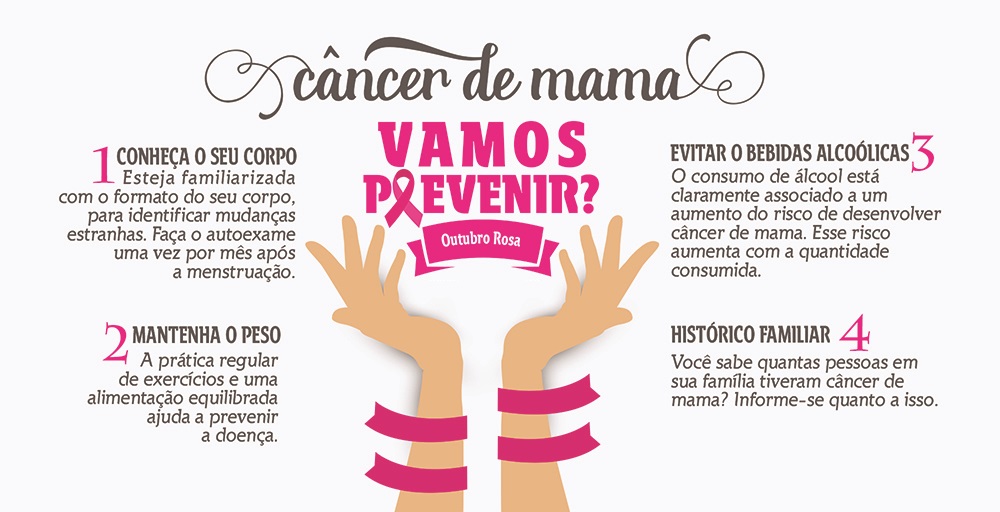 câncer de mama
VAMOS
PREVENIR?
Outubro Rosa
1 CONHEÇA O SEU CORPO
Esteja familiarizada
com o formato do seu corpo,
para identificar mudanças
estranhas. Faça o autoexame
uma vez por mês após
a menstruação.
2 MANTENHA O PESO
A prática regular
de exercícios e uma
alimentação equilibrada
ajuda a prevenir
a doença.
EVITAR O BEBIDAS ALCOÓLICAS 3
O consumo de álcool está
claramente associado a um
aumento do risco de desenvolver
câncer de mama. Esse risco
aumenta com a quantidade
consumida.
HISTÓRICO FAMILIAR 4
Você sabe quantas pessoas em
sua família tiveram câncer de
mama? Informe-se quanto a isso.